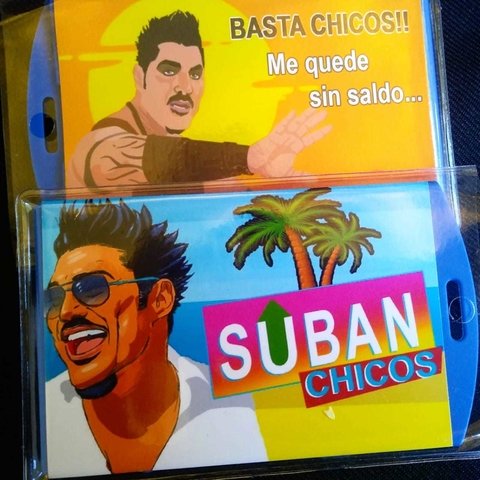 BASTA CHICOS!!
Me quede
sin saldo...
SUBAN
CHICOS